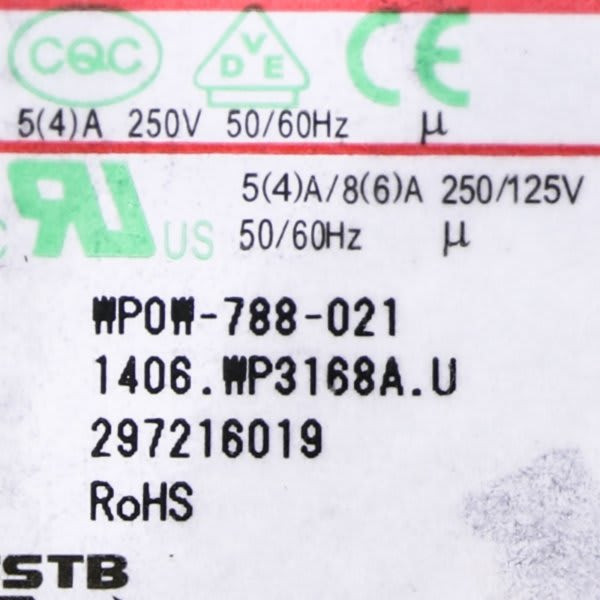 CQC VDE CE
5(4)A 250V 50/60Hz µ
5(4)A/8(6)A 250/125V
RU US 50/60Hz µ
WPOW-788-021
1406.WP3168A.U
297216019
RoHS
STB